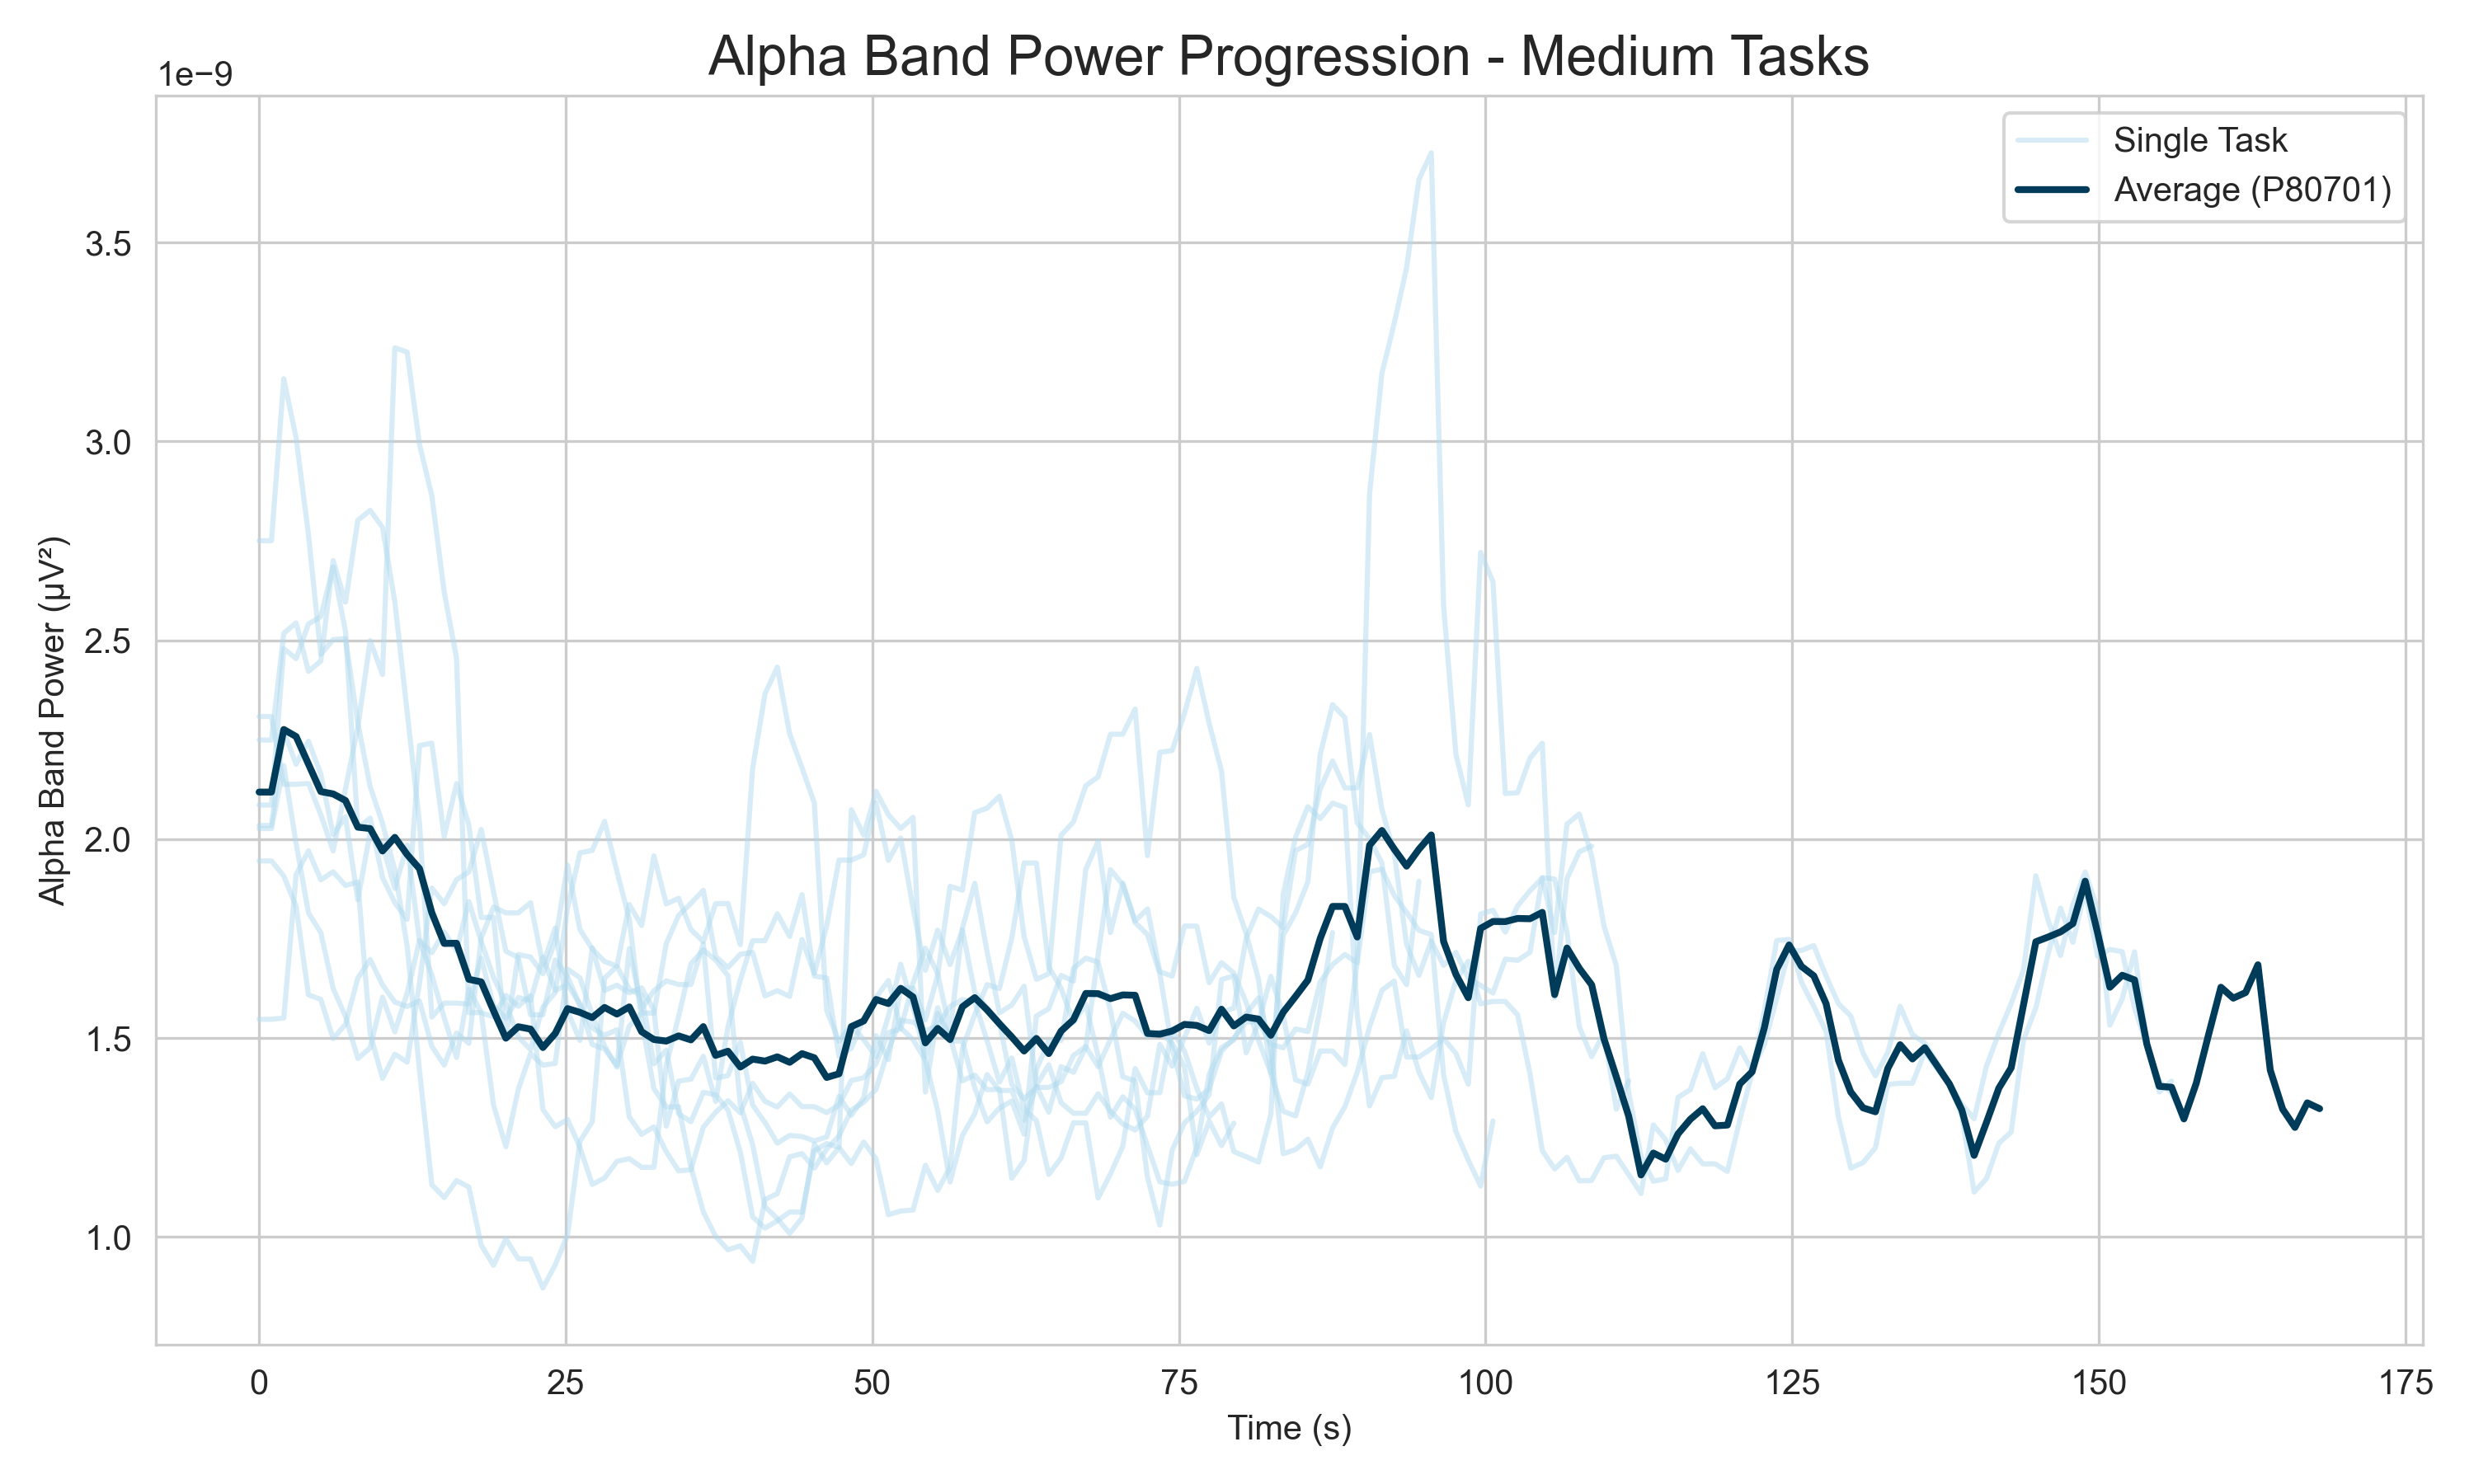 Alpha Band Power Progression - Medium Tasks
1e−9
Single Task
Average (P80701)
3.5
3.0
2.5
2.0
1.5
1.0
Alpha Band Power (µV²)
0 25 50 75 100 125 150 175
Time (s)